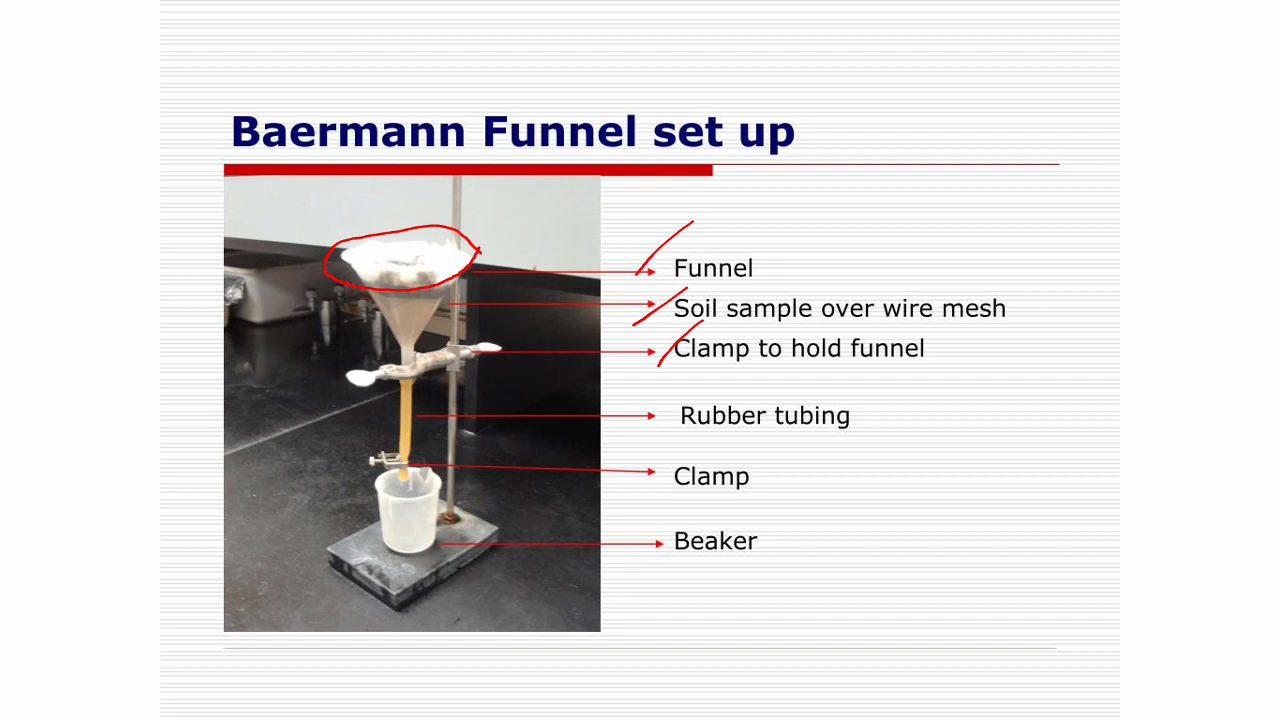 Baermann Funnel set up
Funnel
Soil sample over wire mesh
Clamp to hold funnel
Rubber tubing
Clamp
Beaker